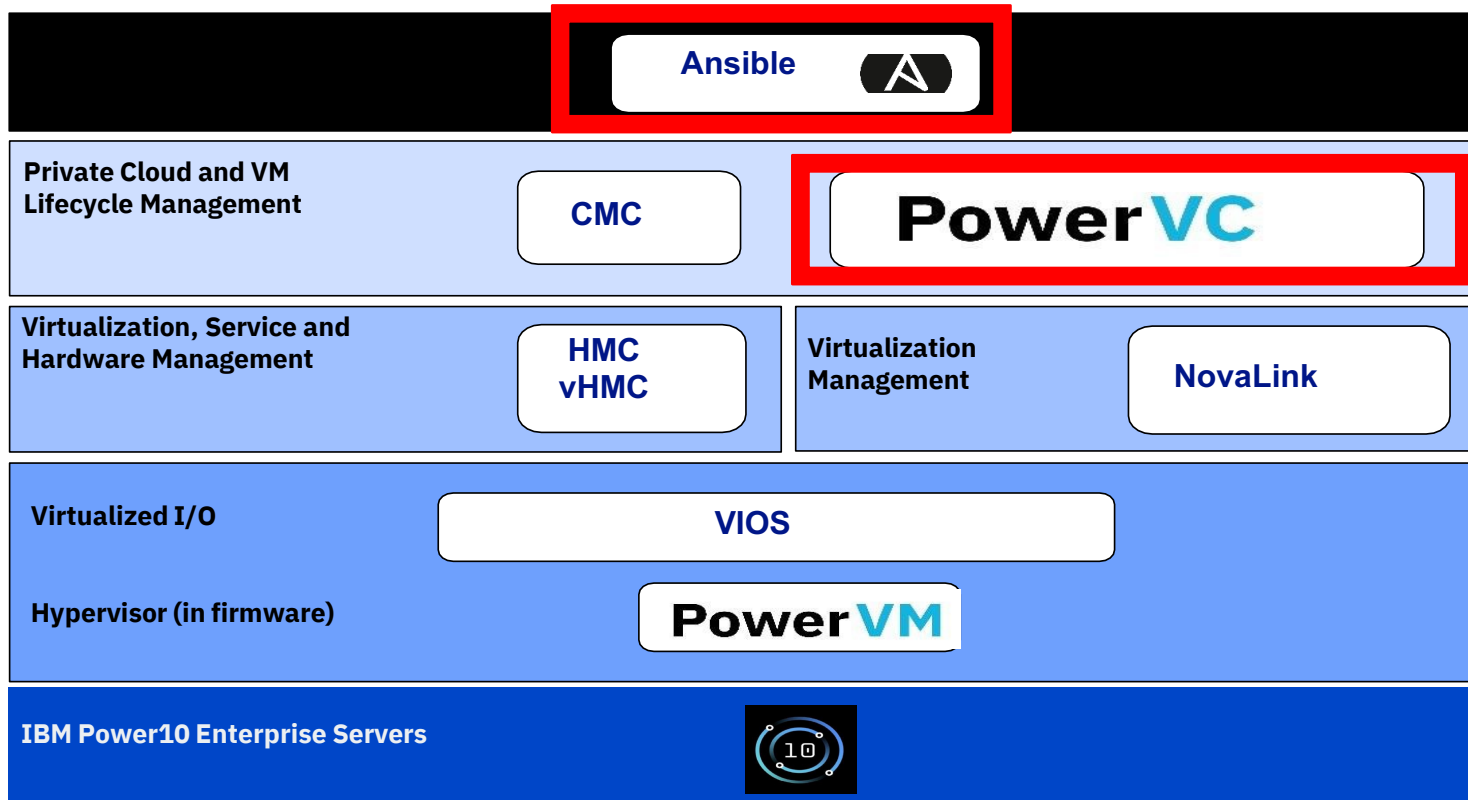 Ansible
Private Cloud and VM
Lifecycle Management
CMC
PowerVC
Virtualization, Service and
Hardware Management
HMC
vHMC
Virtualization
Management
NovaLink
Virtualized I/O
VIOS
Hypervisor (in firmware)
PowerVM
IBM Power10 Enterprise Servers
10